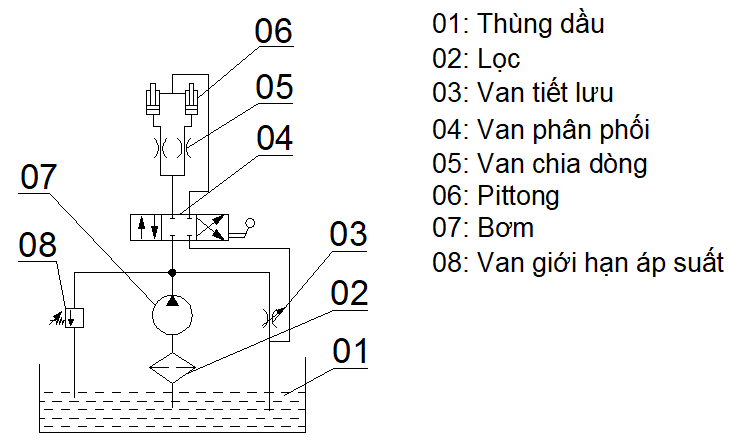 06
05
04
07
08
03
02
01
01: Thùng dầu
02: Lọc
03: Van tiết lưu
04: Van phân phối
05: Van chia dòng
06: Pittong
07: Bơm
08: Van giới hạn áp suất